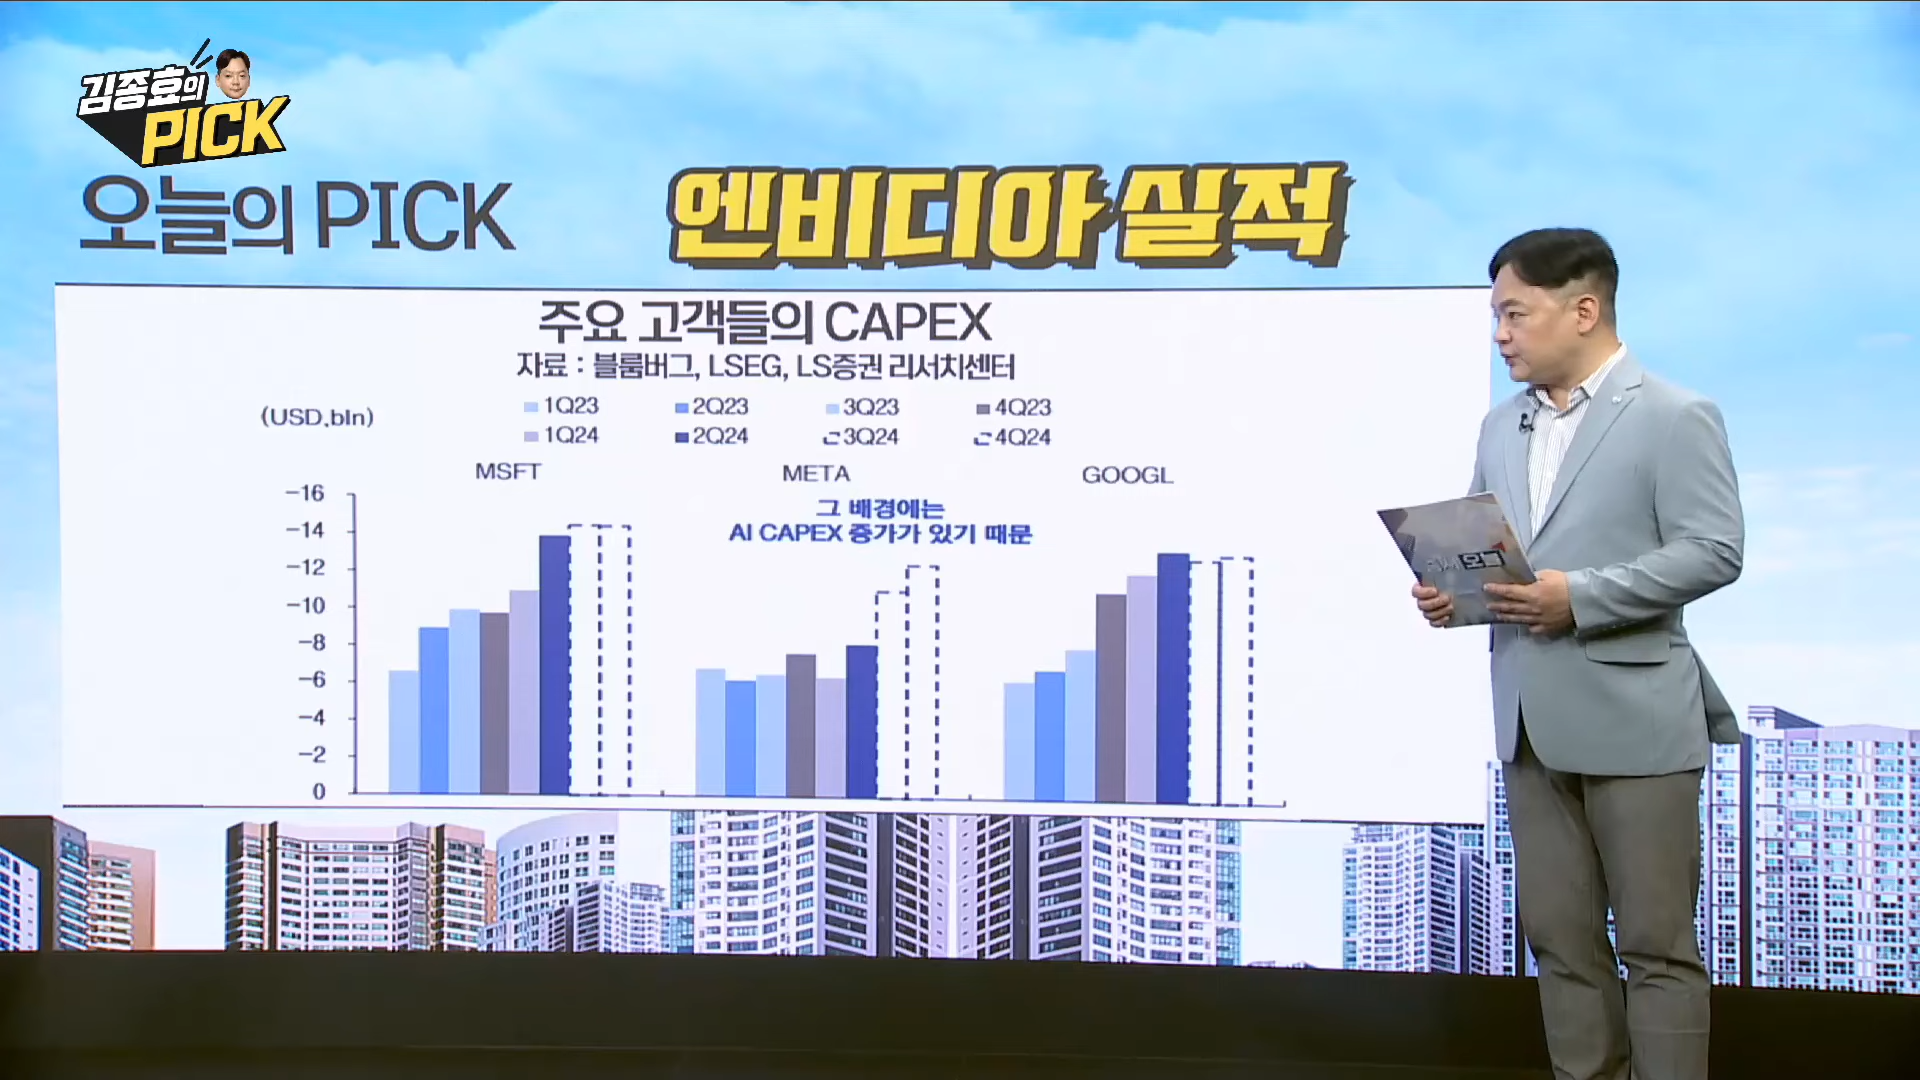 김종효의
PICK
오늘의 PICK
엔비디아 실적
주요 고객들의 CAPEX
자료 : 블룸버그, LSEG, LS증권 리서치센터
(USD,bln)
1Q23 2Q23 3Q23 4Q23
1Q24 2Q24 3Q24 4Q24
MSFT META GOOGL
그 배경에는
AI CAPEX 증가가 있기 때문
-16
-14
-12
-10
-8
-6
-4
-2
0
오늘